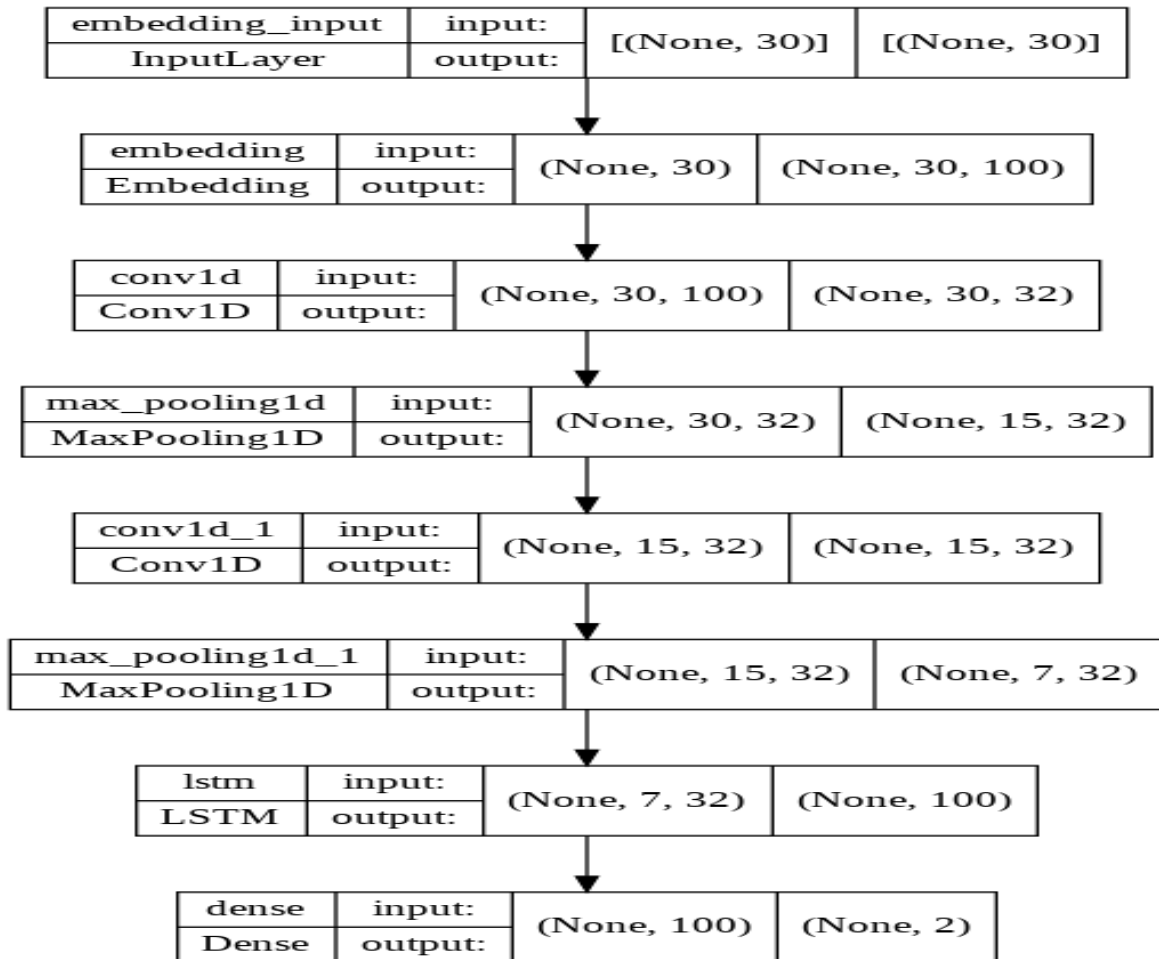 embedding_input input: [(None, 30)] [(None, 30)]
InputLayer output:
embedding input: (None, 30) (None, 30, 100)
Embedding output:
conv1d input: (None, 30, 100) (None, 30, 32)
Conv1D output:
max_pooling1d input: (None, 30, 32) (None, 15, 32)
MaxPooling1D output:
conv1d_1 input: (None, 15, 32) (None, 15, 32)
Conv1D output:
max_pooling1d_1 input: (None, 15, 32) (None, 7, 32)
MaxPooling1D output:
lstm input: (None, 7, 32) (None, 100)
LSTM output:
dense input: (None, 100) (None, 2)
Dense output: